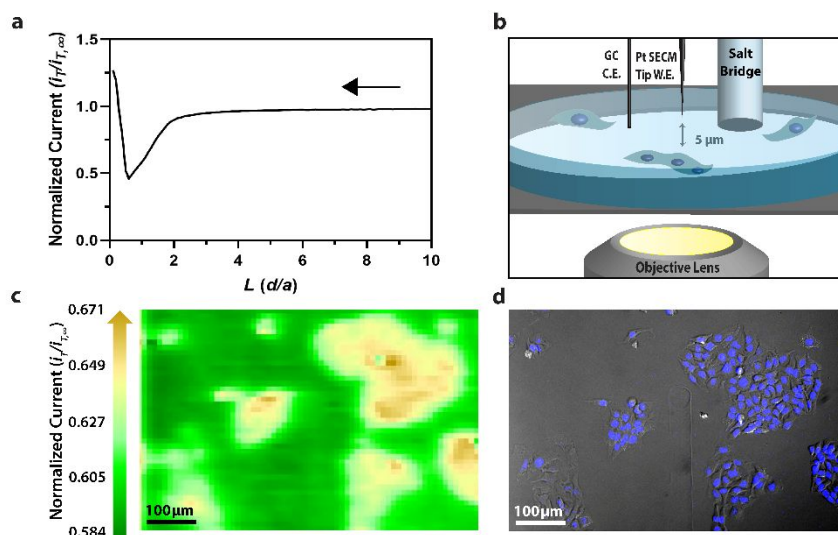 a
Normalized Current (iT/iT,∞)
1.5
1.0
0.5
0.0
0
2
4
6
8
10
L (d/a)
b
GC
C.E.
Pt SECM
Tip W.E.
Salt
Bridge
5 µm
Objective Lens
c
Normalized Current (iT/iT,∞)
0.671
0.649
0.627
0.605
0.584
100µm
d
100µm